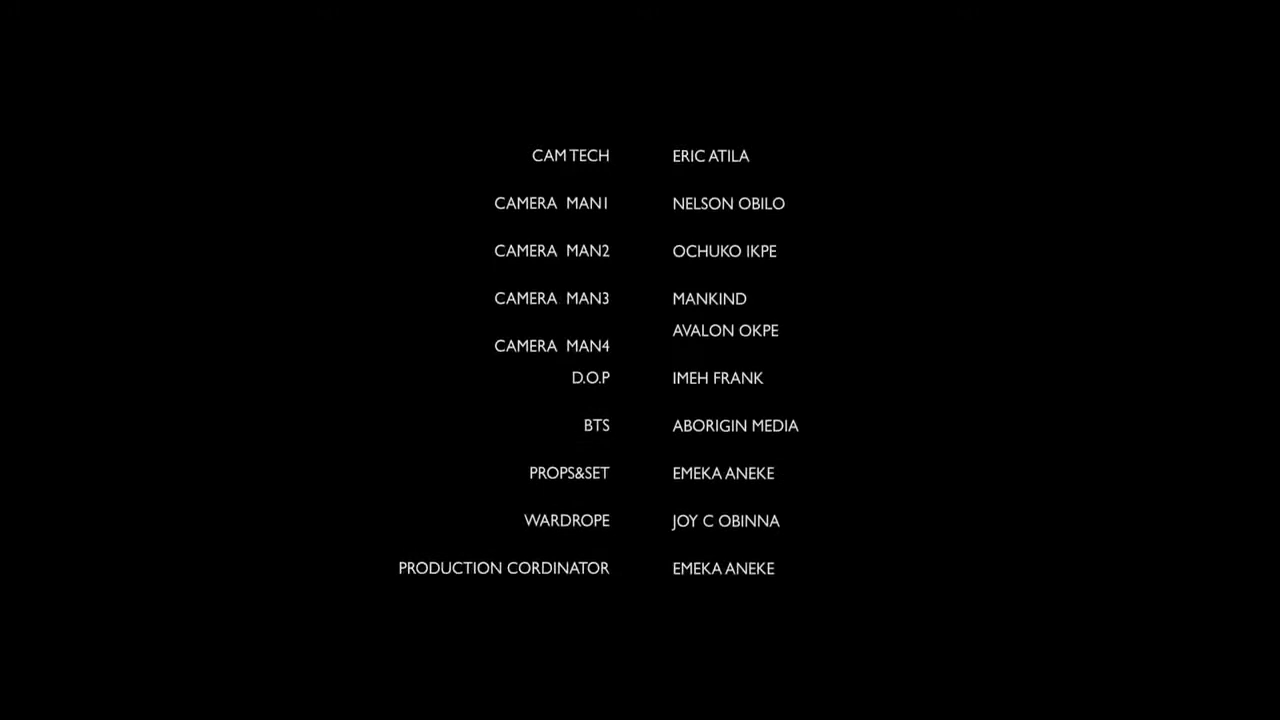 CAM TECH ERIC ATILA
CAMERA MAN1 NELSON OBILO
CAMERA MAN2 OCHUKO IKPE
CAMERA MAN3 MANKIND
AVALON OKPE
CAMERA MAN4
D.O.P IMEH FRANK
BTS ABORIGIN MEDIA
PROPS&SET EMEKA ANEKE
WARDROPE JOY C OBINNA
PRODUCTION CORDINATOR EMEKA ANEKE